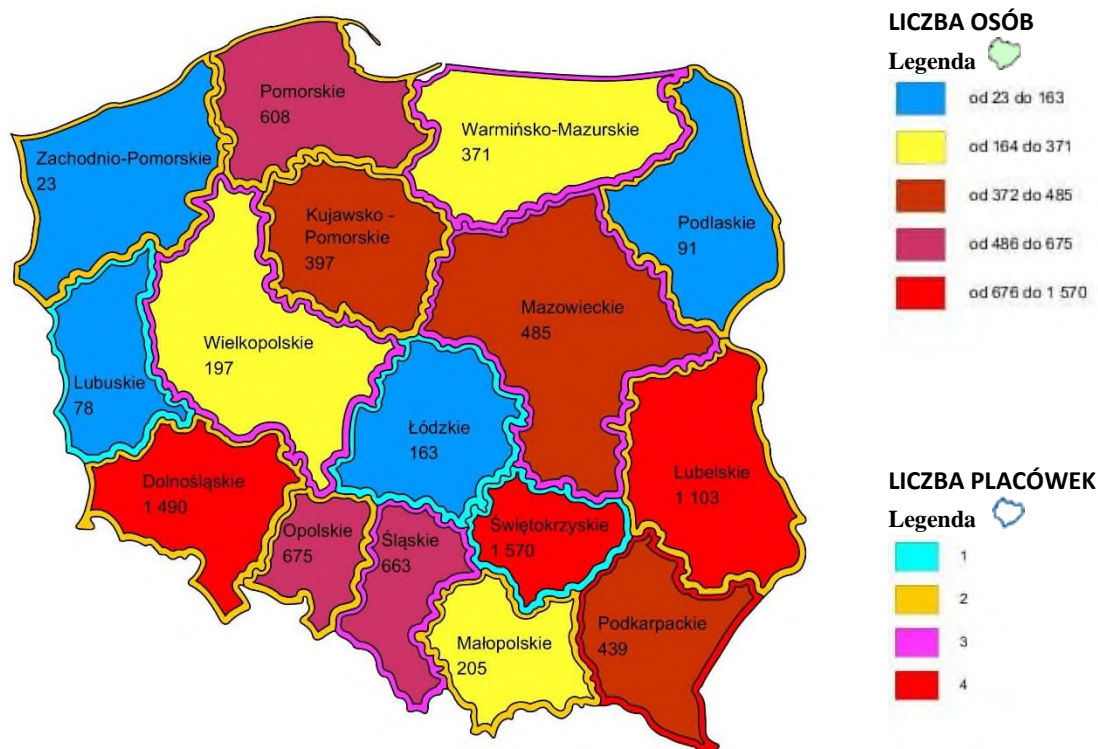 LICZBA OSÓB
Legenda
od 23 do 163
od 164 do 371
od 372 do 485
od 486 do 675
od 676 do 1 570
Pomorskie
608
Warmińsko-Mazurskie
371
Zachodnio-Pomorskie
23
Kujawsko -
Pomorskie
397
Podlaskie
91
Mazowieckie
485
Wielkopolskie
197
Lubuskie
78
Łódzkie
163
Dolnośląskie
1 490
Lubelskie
1 103
Opolskie
675
Śląskie
663
Świętokrzyskie
1 570
Małopolskie
205
Podkarpackie
439
LICZBA PLACÓWEK
Legenda
1
2
3
4